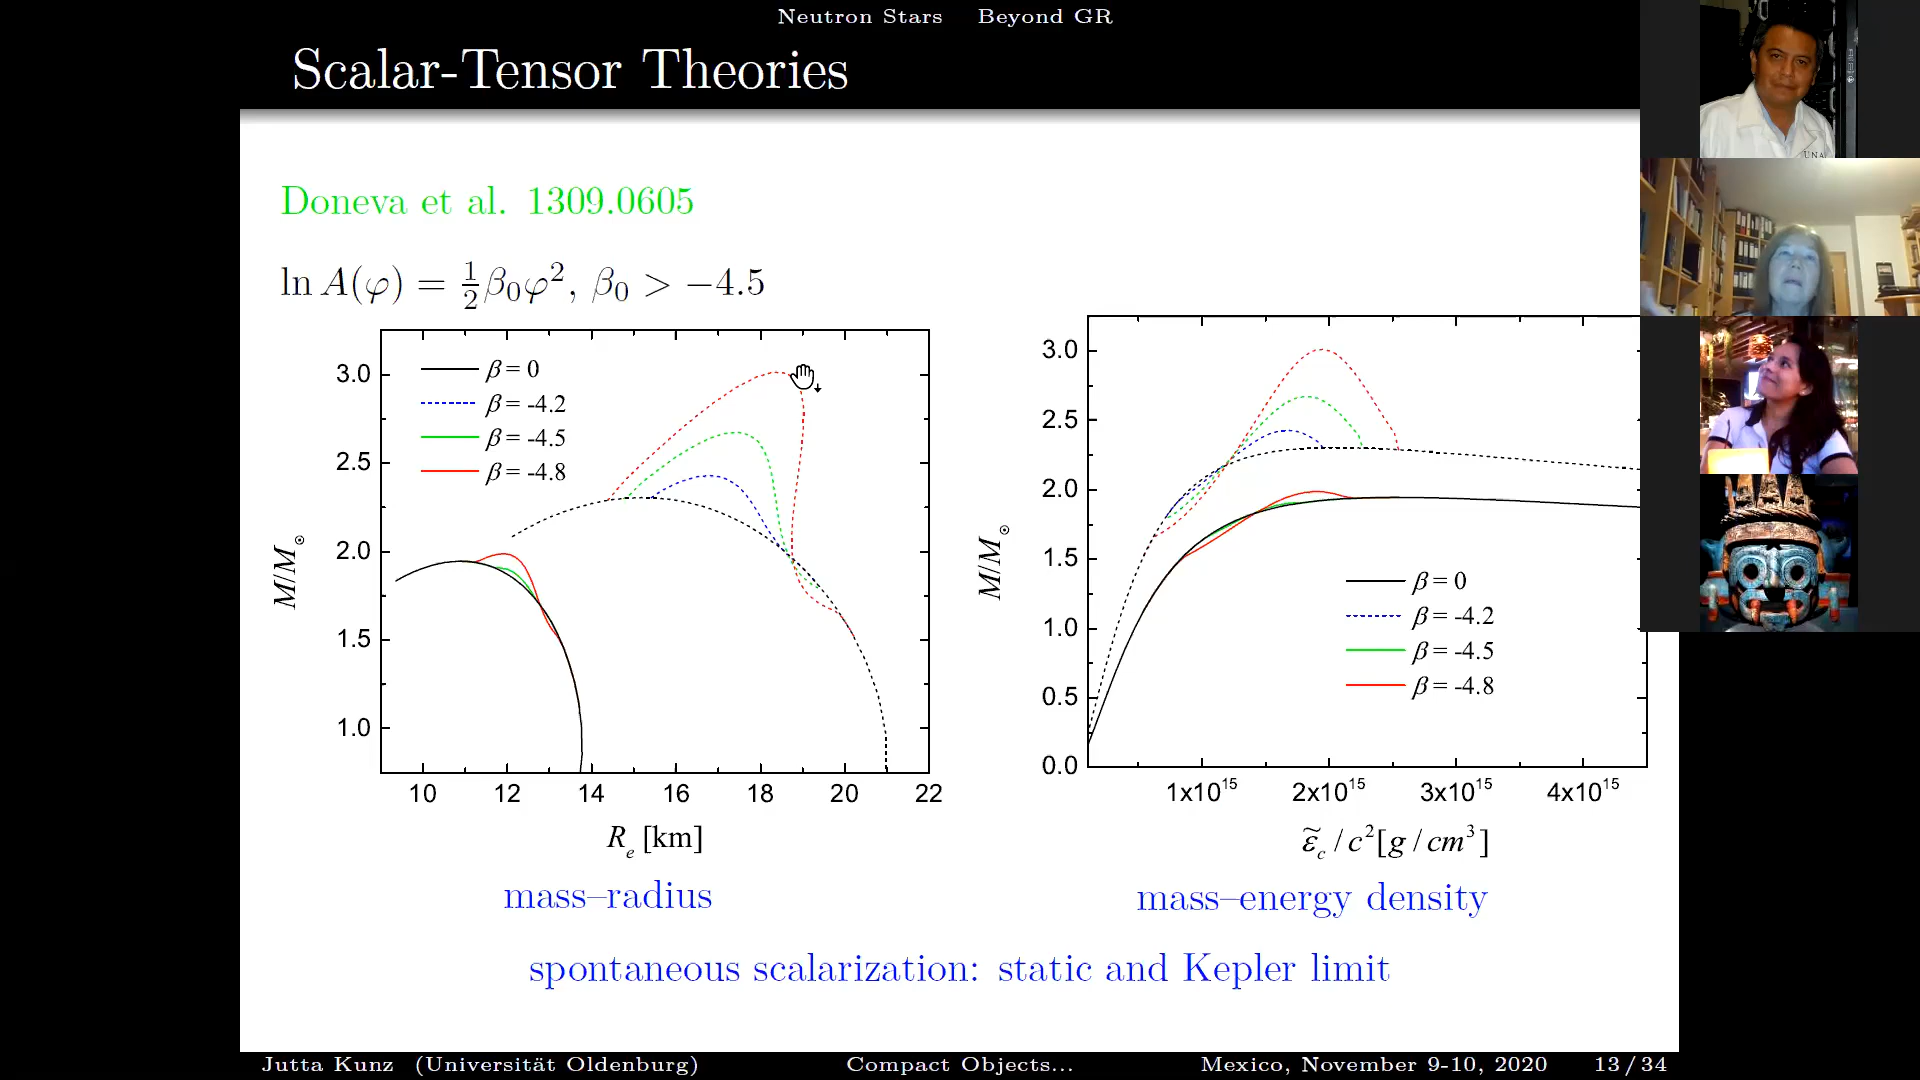 Neutron Stars Beyond GR
Scalar-Tensor Theories
Doneva et al. 1309.0605
ln A(φ) = 1/2 β₀φ², β₀ > −4.5
β = 0
β = -4.2
β = -4.5
β = -4.8
3.0
2.5
2.0
1.5
1.0
M/M⊙
10 12 14 16 18 20 22
R_e [km]
mass–radius
3.0
2.5
2.0
1.5
1.0
0.5
0.0
M/M⊙
β = 0
β = -4.2
β = -4.5
β = -4.8
1x10¹⁵ 2x10¹⁵ 3x10¹⁵ 4x10¹⁵
ε̃_c / c² [g / cm³]
mass–energy density
spontaneous scalarization: static and Kepler limit
Jutta Kunz (Universität Oldenburg) Compact Objects... Mexico, November 9-10, 2020 13 / 34
UNA